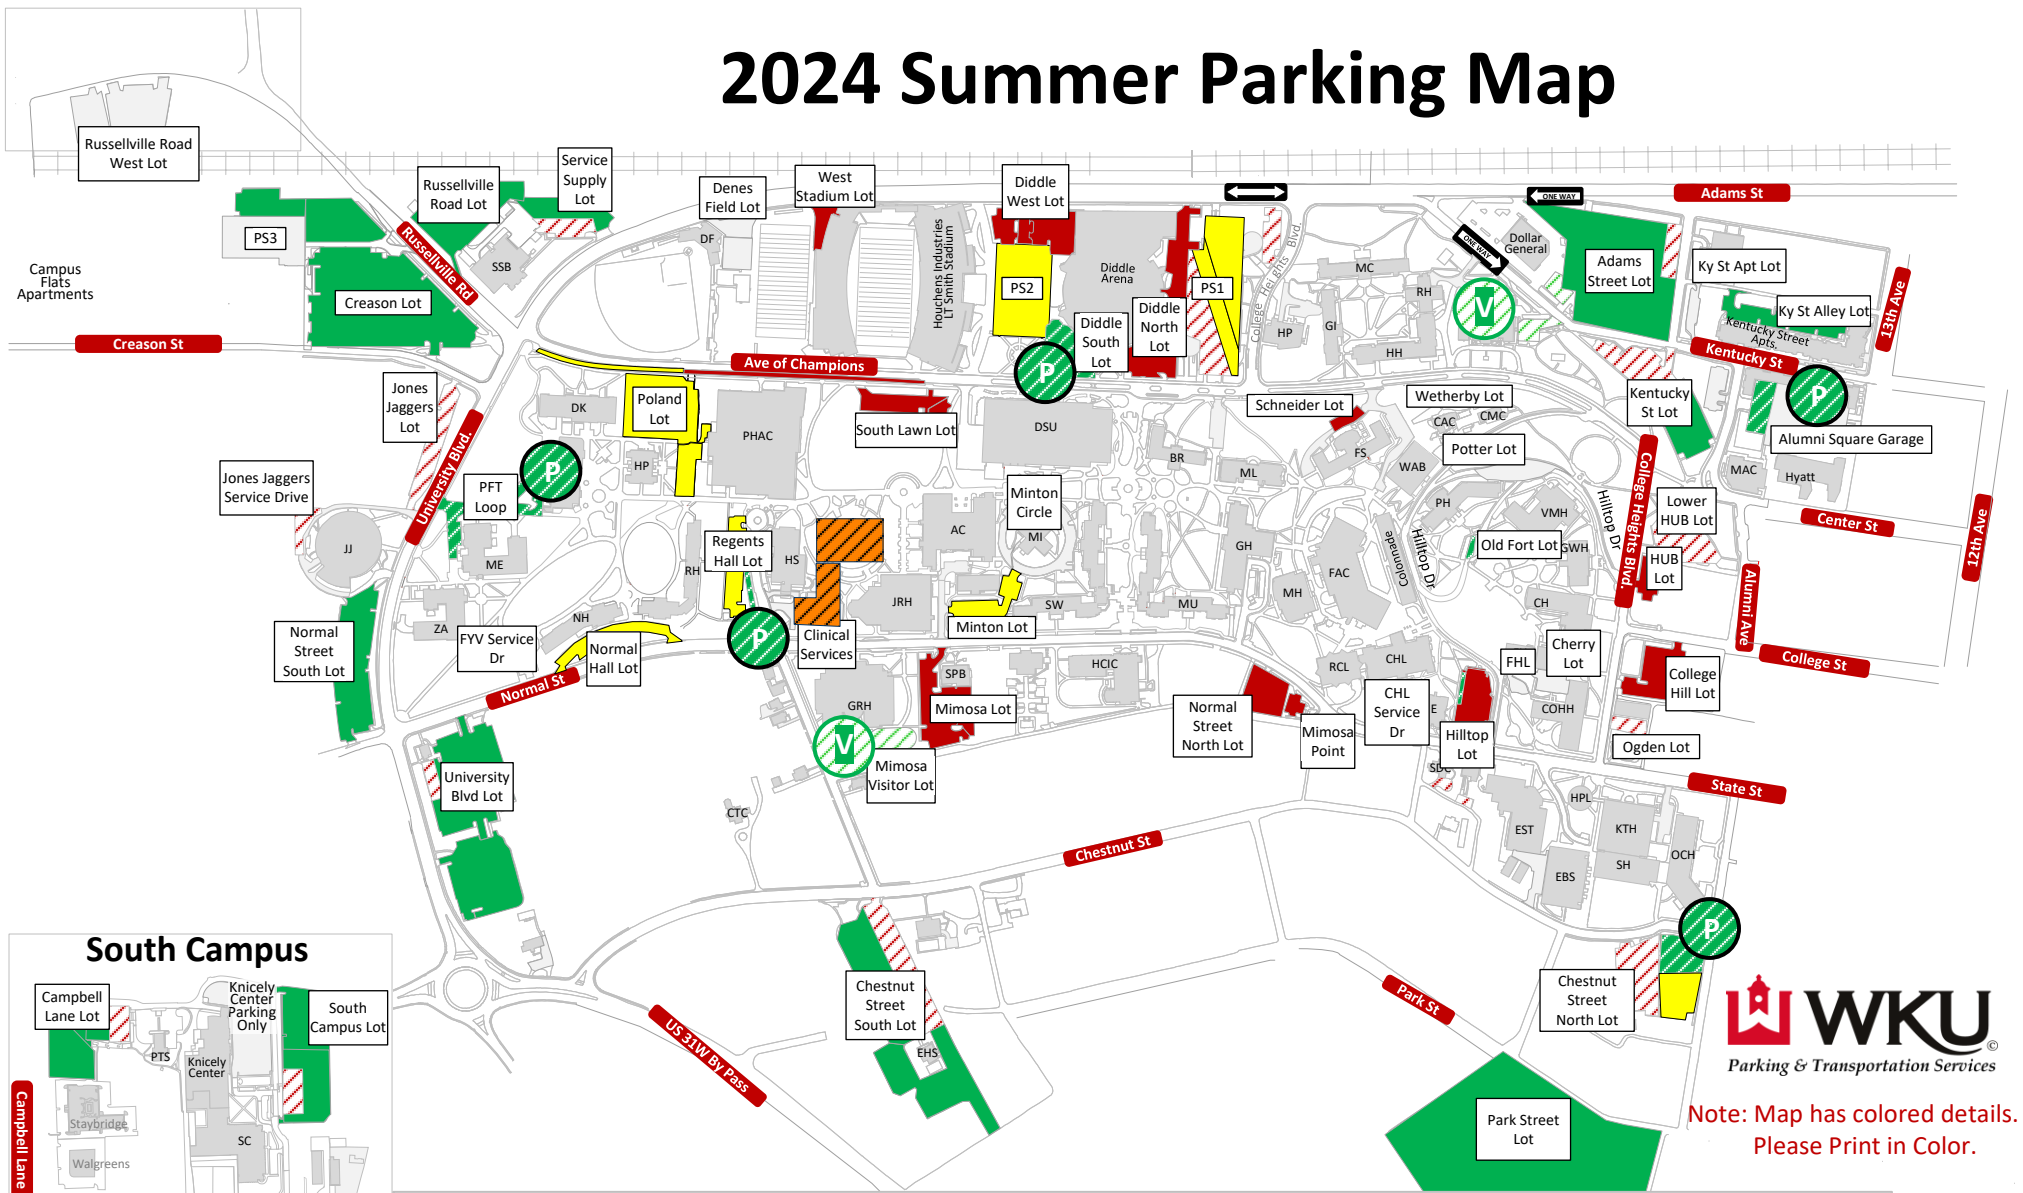 2024 Summer Parking Map
Russellville Road
West Lot
Russellville
Road Lot
Service
Supply
Lot
Denes
Field Lot
West
Stadium Lot
Diddle
West Lot
Adams St
ONE WAY
ONE WAY
Dollar
General
Adams
Street Lot
Ky St Apt Lot
Ky St Alley Lot
Kentucky Street
Apts.
13th Ave
Kentucky St
PS3
Campus
Flats
Apartments
Creason Lot
Russellville Rd
SSB
DF
Houchens Industries
LT Smith Stadium
PS2
Diddle
Arena
Diddle
South
Lot
Diddle
North
Lot
PS1
College Heights Blvd.
MC
RH
GI
HP
HH
V
Creason St
Ave of Champions
P
Jones
Jaggers
Lot
DK
Poland
Lot
PHAC
South Lawn Lot
DSU
Schneider Lot
Wetherby Lot
CAC
CMC
Potter Lot
Kentucky
St Lot
P
Alumni Square Garage
University Blvd.
Jones Jaggers
Service Drive
PFT
Loop
P
HP
BR
ML
FS
WAB
PH
College Heights Blvd.
MAC
Hyatt
Minton
Circle
MI
AC
Lower
HUB Lot
Center St
12th Ave
Hilltop Dr
VMH
Old Fort Lot
GWH
Hilltop Dr
Colonnade
JJ
ME
RH
Regents
Hall Lot
HS
GH
FAC
HUB
Lot
Alumni Ave
JRH
SW
MU
MH
CH
Normal
Street
South Lot
ZA
FYV Service
Dr
NH
Normal
Hall Lot
P
Clinical
Services
Minton Lot
Cherry
Lot
College St
FHL
RCL
CHL
HCIC
SPB
College
Hill Lot
Normal St
GRH
Mimosa Lot
Normal
Street
North Lot
Mimosa
Point
CHL
Service
Dr
E
Hilltop
Lot
COHH
Ogden Lot
V
Mimosa
Visitor Lot
University
Blvd Lot
SDC
State St
CTC
HPL
EST
KTH
SH
OCH
EBS
Chestnut St
P
South Campus
Campbell
Lane Lot
Knicely
Center
Parking
Only
South
Campus Lot
PTS
Knicely
Center
Campbell Lane
Staybridge
SC
Walgreens
US 31W By Pass
Chestnut
Street
South Lot
EHS
Park St
Chestnut
Street
North Lot
Park Street
Lot
WKU
©
Parking & Transportation Services
Note: Map has colored details.
Please Print in Color.